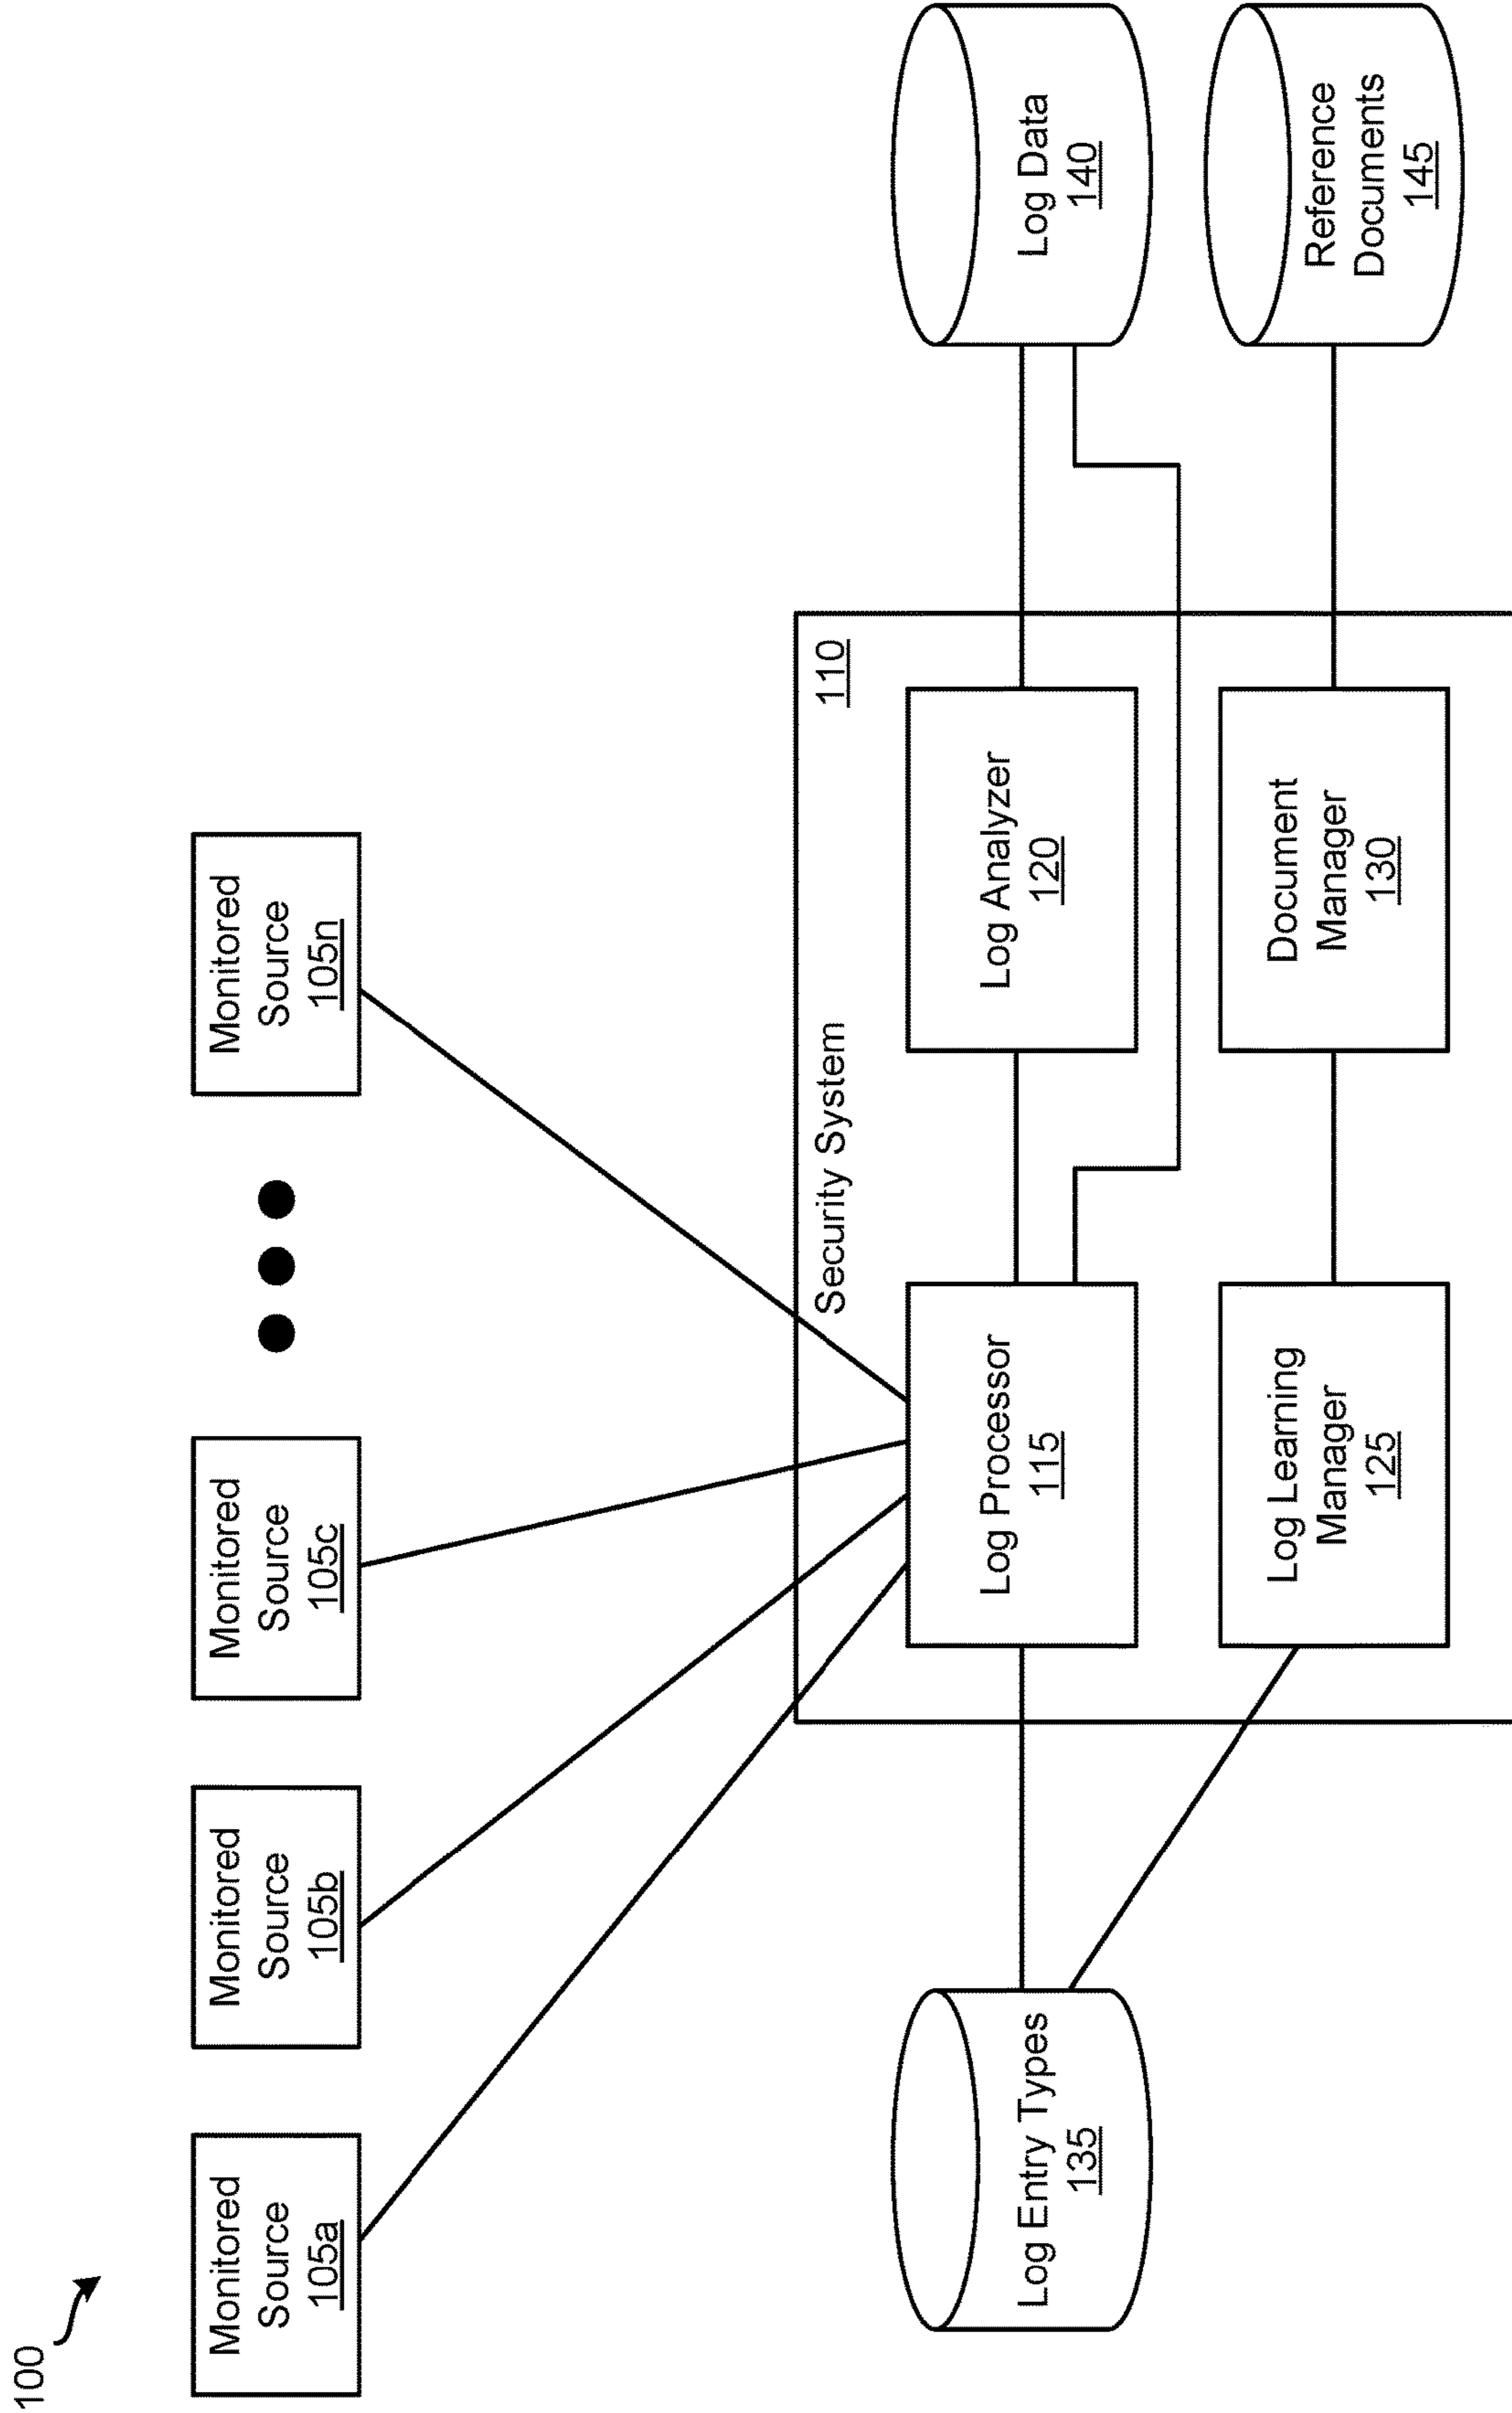 100
Monitored
Source
105a
Monitored
Source
105b
Monitored
Source
105c
Monitored
Source
105n
Security System
110
Log Entry Types
135
Log Processor
115
Log Analyzer
120
Log Data
140
Log Learning
Manager
125
Document
Manager
130
Reference
Documents
145